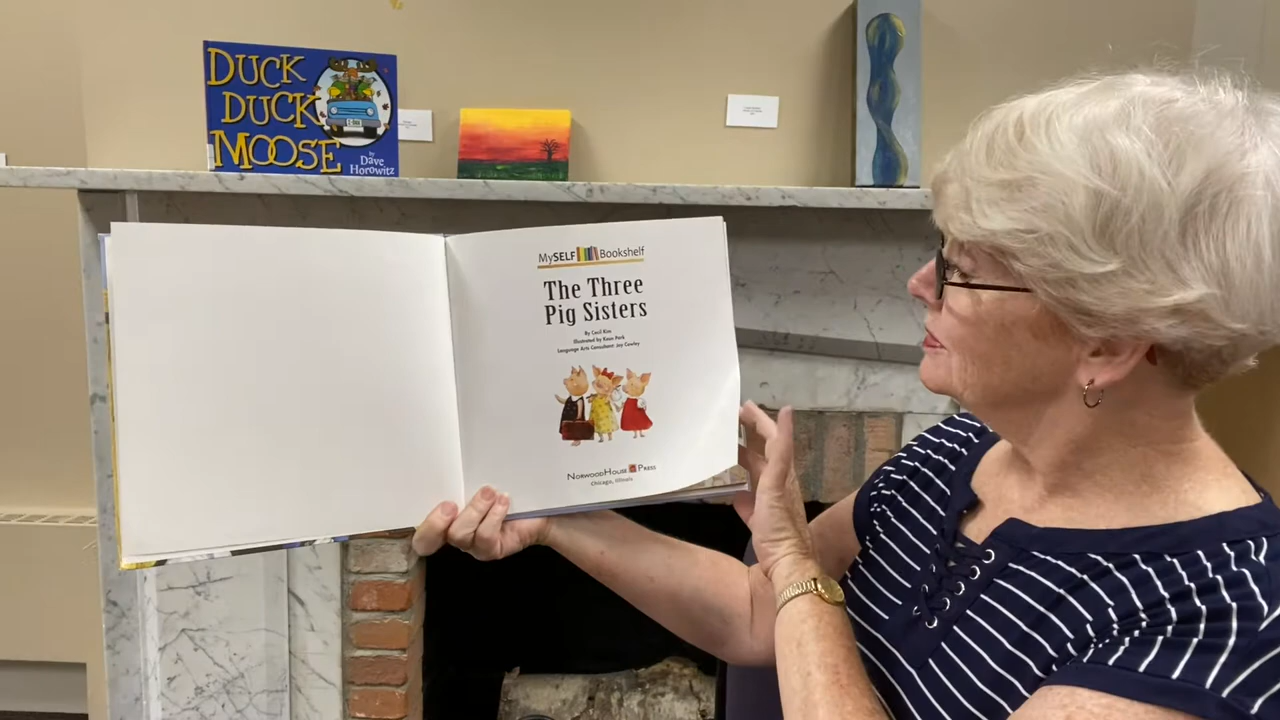 DUCK
DUCK
MOOSE
by
Dave
Horowitz
MySELF Bookshelf
The Three
Pig Sisters
By Cecil Kim
Illustrated by Keun Park
Language Arts Consultant: Joy Cowley
NORWOODHOUSE PRESS
Chicago, Illinois